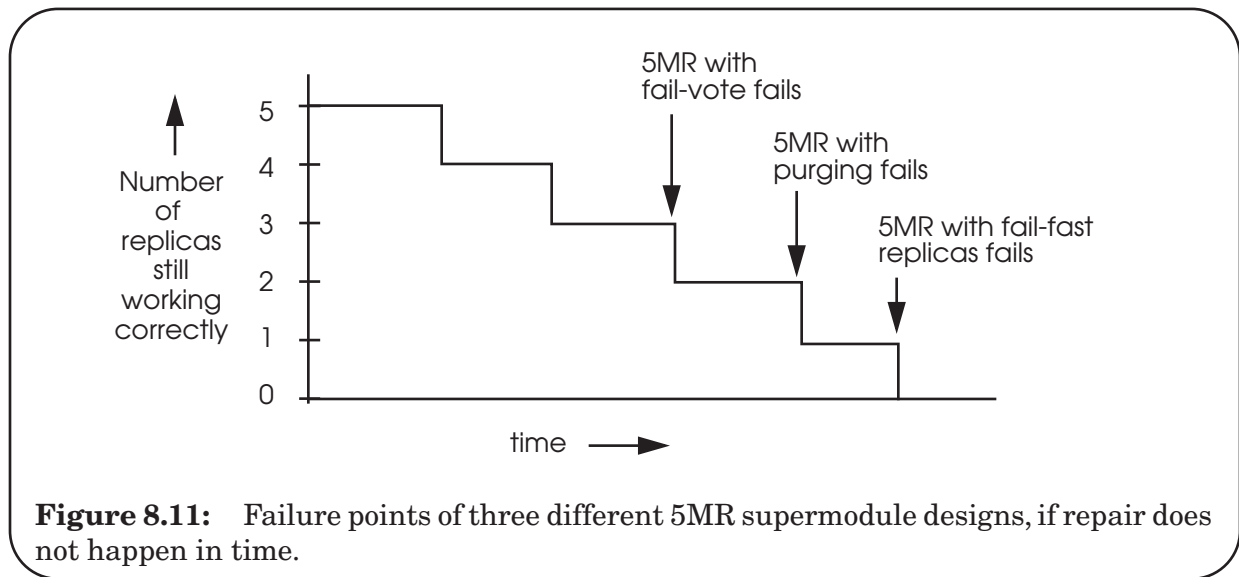 5MR with
fail-vote fails
5MR with
purging fails
5MR with fail-fast
replicas fails
Number
of
replicas
still
working
correctly
5
4
3
2
1
0
time
Figure 8.11: Failure points of three different 5MR supermodule designs, if repair does
not happen in time.